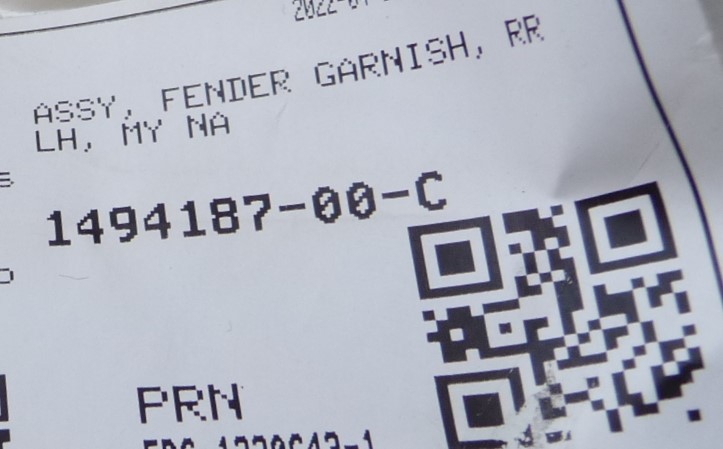 ASSY, FENDER GARNISH, RR
LH, MY NA
1494187-00-C
PRN